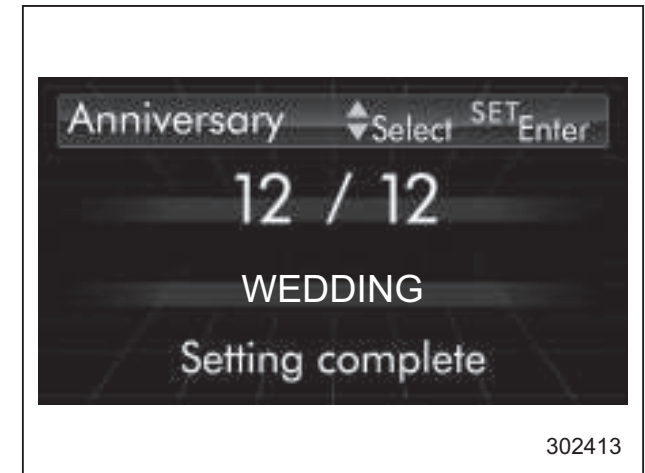 Anniversary Select SET Enter
12 / 12
WEDDING
Setting complete
302413